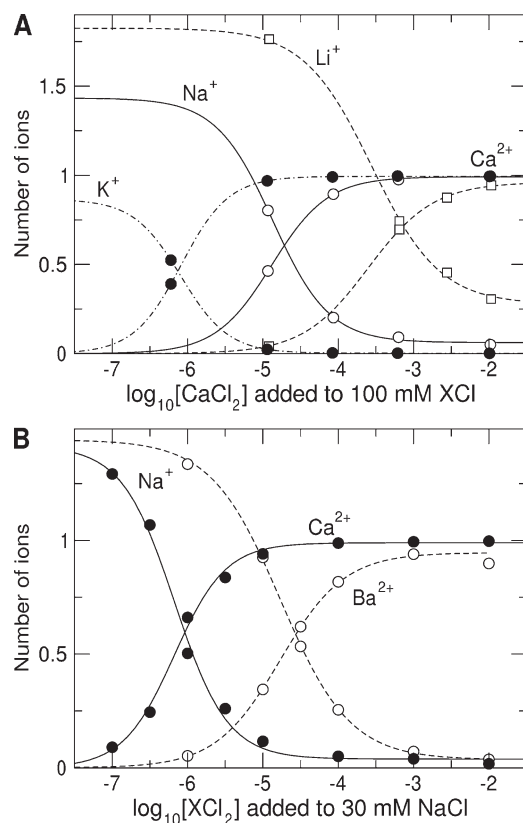 A
Number of ions
1.5
1
0.5
0
Li+
Na+
Ca2+
K+
-7 -6 -5 -4 -3 -2
log10[CaCl2] added to 100 mM XCl
B
Number of ions
1
0.5
0
Na+
Ca2+
Ba2+
-7 -6 -5 -4 -3 -2
log10[XCl2] added to 30 mM NaCl